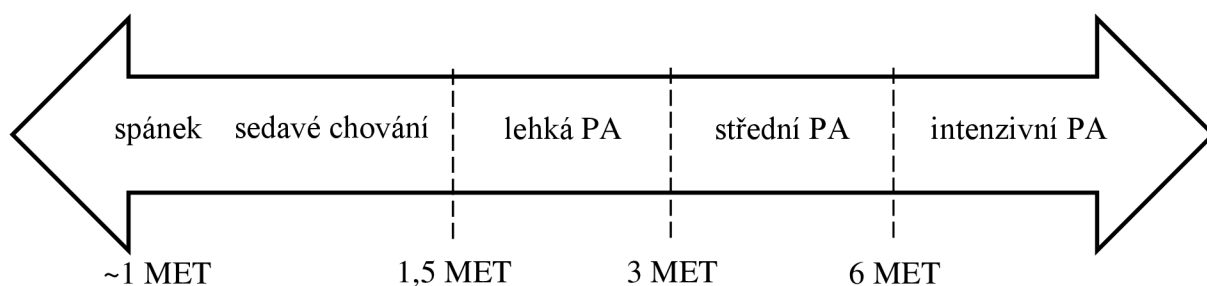 spánek sedavé chování lehká PA střední PA intenzivní PA
~1 MET 1,5 MET 3 MET 6 MET